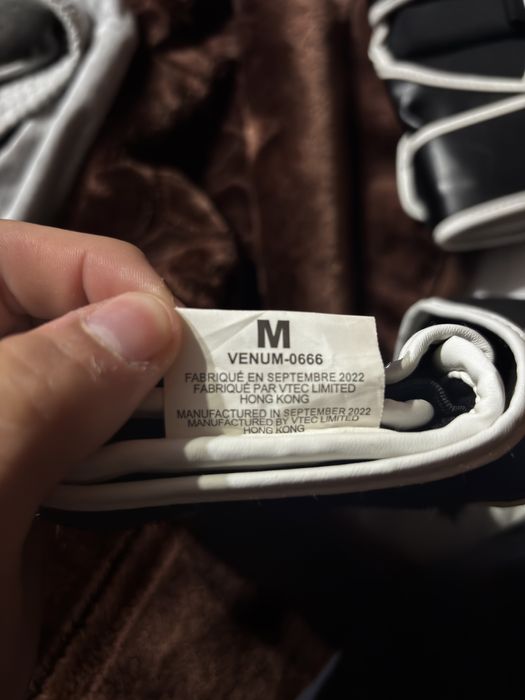 M
VENUM-0666
FABRIQUÉ EN SEPTEMBRE 2022
FABRIQUÉ PAR VTEC LIMITED
HONG KONG
MANUFACTURED IN SEPTEMBER 2022
MANUFACTURED BY VTEC LIMITED
HONG KONG